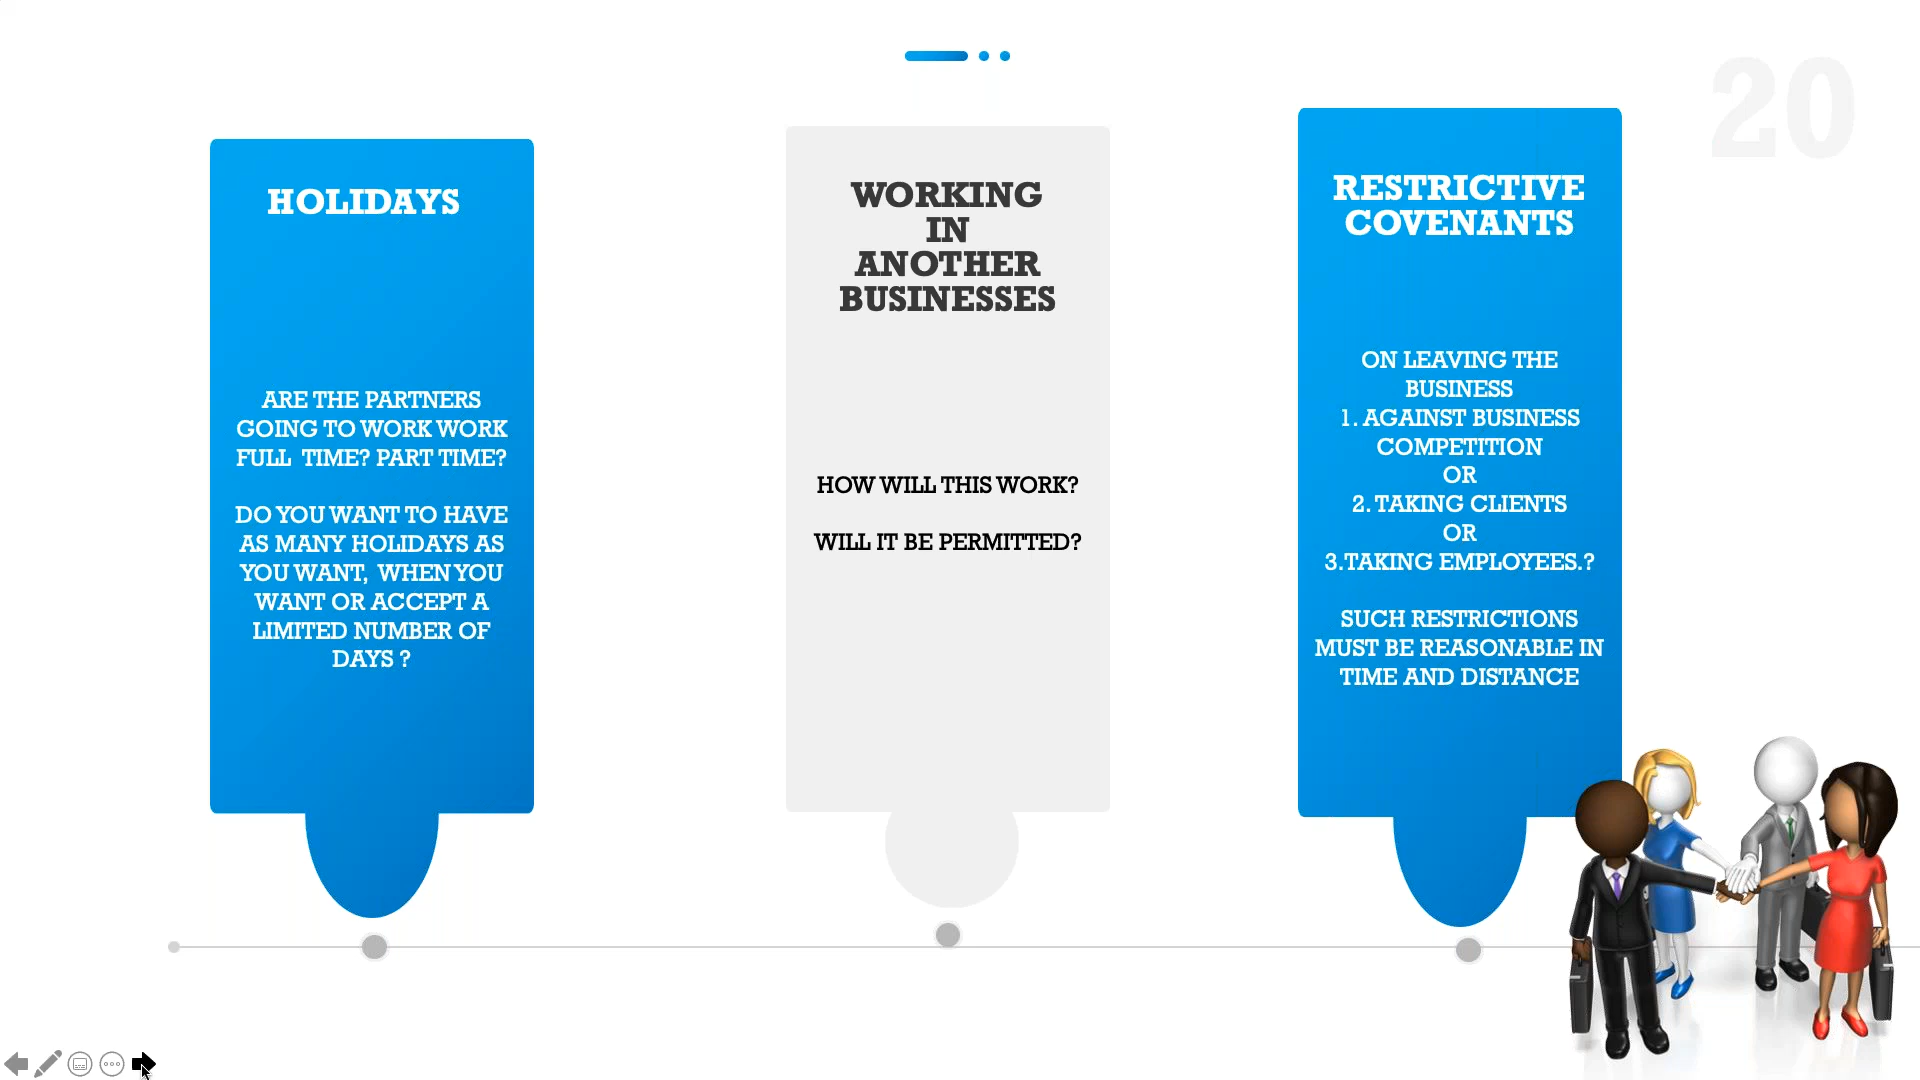 20
HOLIDAYS
ARE THE PARTNERS
GOING TO WORK WORK
FULL TIME? PART TIME?
DO YOU WANT TO HAVE
AS MANY HOLIDAYS AS
YOU WANT, WHEN YOU
WANT OR ACCEPT A
LIMITED NUMBER OF
DAYS ?
WORKING
IN
ANOTHER
BUSINESSES
HOW WILL THIS WORK?
WILL IT BE PERMITTED?
RESTRICTIVE
COVENANTS
ON LEAVING THE
BUSINESS
1. AGAINST BUSINESS
COMPETITION
OR
2. TAKING CLIENTS
OR
3.TAKING EMPLOYEES.?
SUCH RESTRICTIONS
MUST BE REASONABLE IN
TIME AND DISTANCE